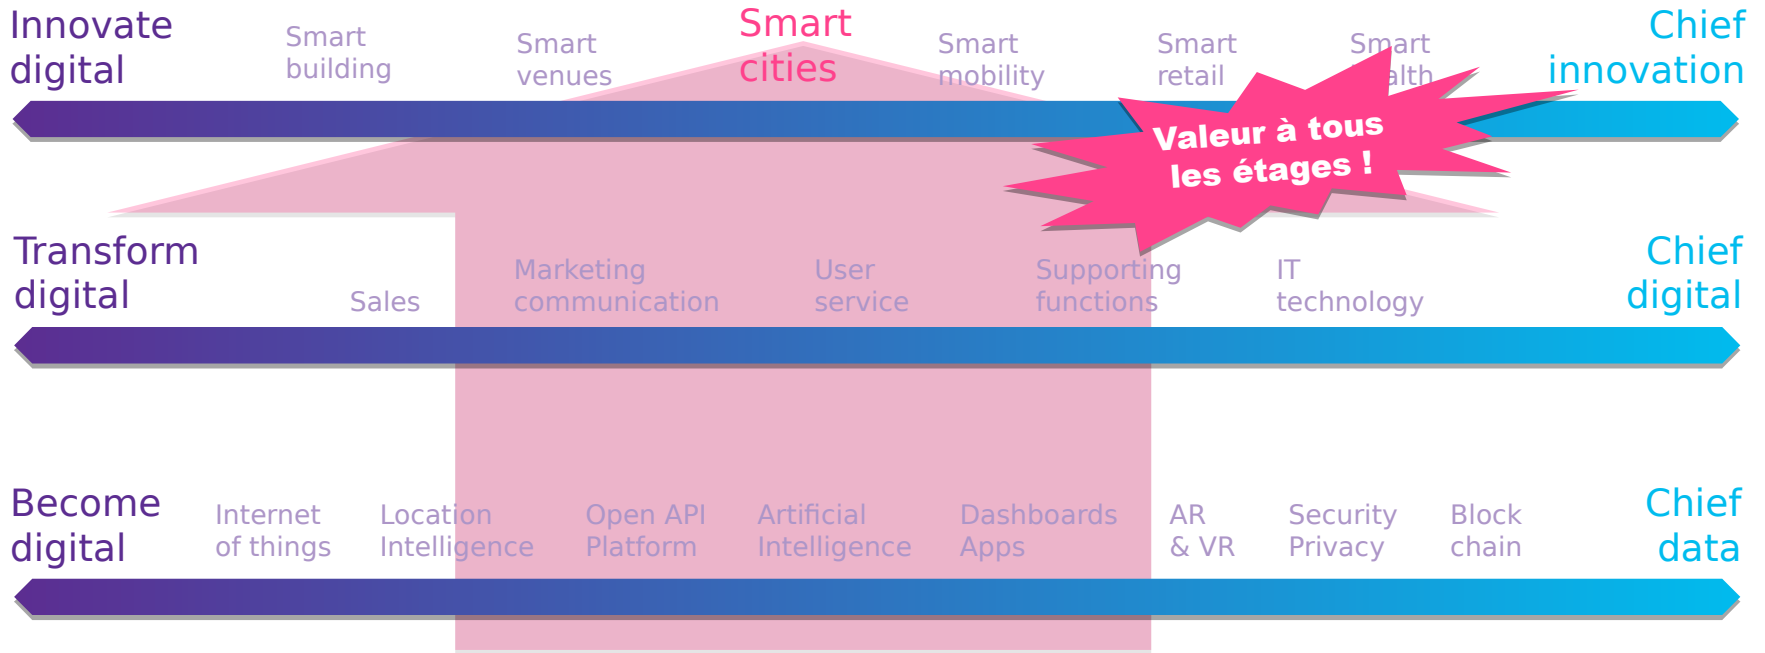 Innovate
digital
Smart
building
Smart
venues
Smart
cities
Smart
mobility
Smart
retail
Smart
Chief
innovation
Valeur à tous
les étages !
Transform
digital
Sales
Marketing
communication
User
service
Supporting
functions
IT
technology
Chief
digital
Become
digital
Internet
of things
Location
Intelligence
Open API
Platform
Artificial
Intelligence
Dashboards
Apps
AR
& VR
Security
Privacy
Block
chain
Chief
data